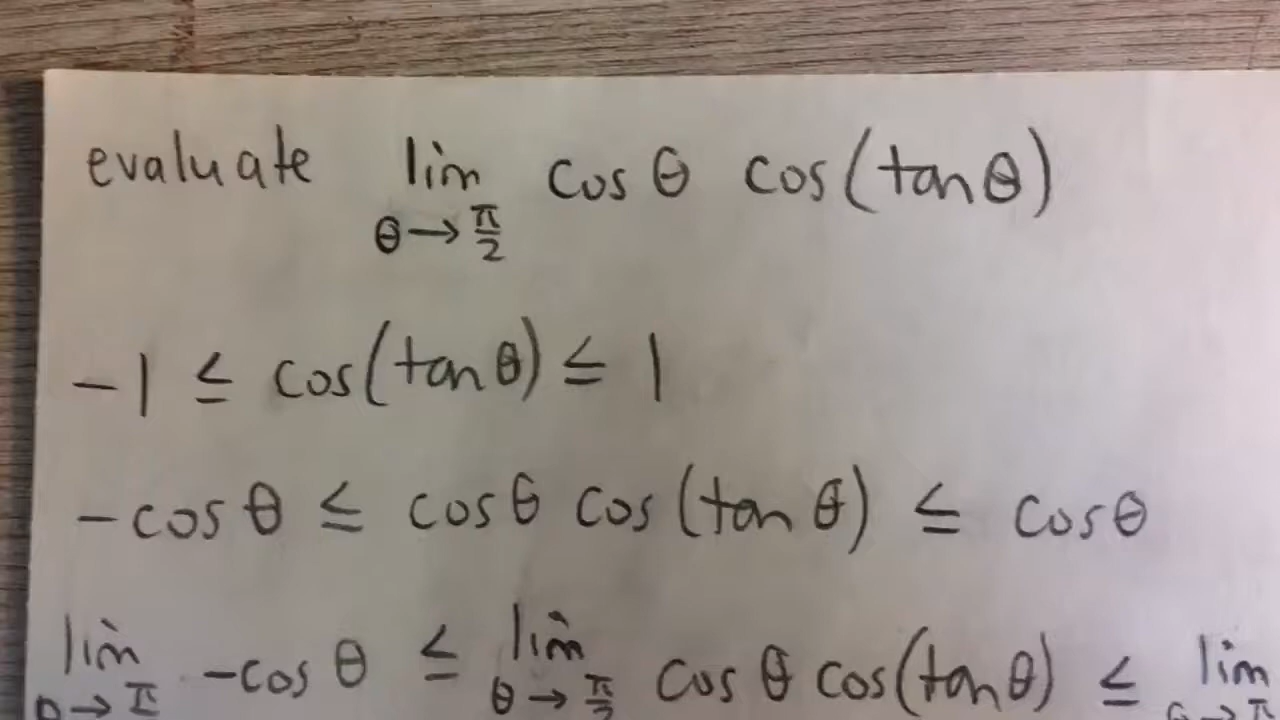 evaluate lim θ→π/2 cos θ cos(tan θ)
-1 ≤ cos(tan θ) ≤ 1
-cos θ ≤ cos θ cos(tan θ) ≤ cos θ
lim θ→π -cos θ ≤ lim θ→π/2 cos θ cos(tan θ) ≤ lim θ→π